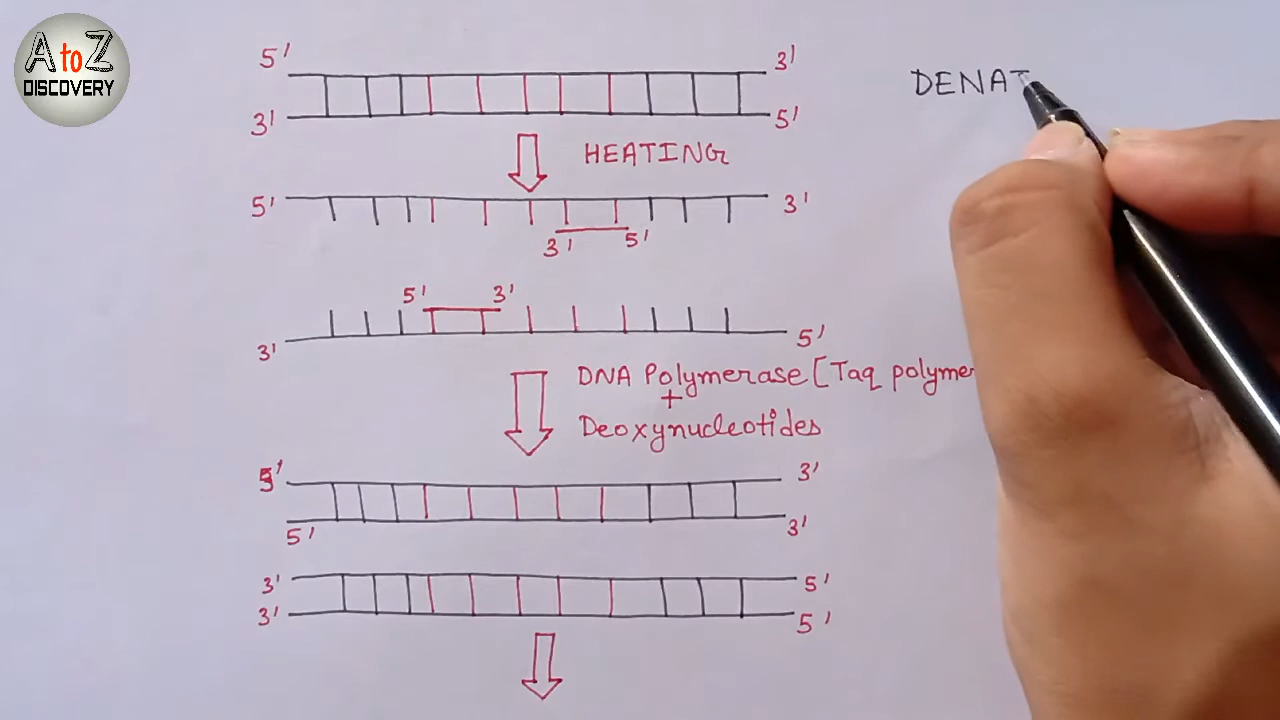 A to Z
DISCOVERY
5' 3'
3' 5'
DENAT
HEATING
5' 3'
3' 5'
5' 3'
3' 5'
DNA Polymerase [Taq polymer
+
Deoxynucleotides
5' 3'
5' 3'
3' 5'
3' 5'